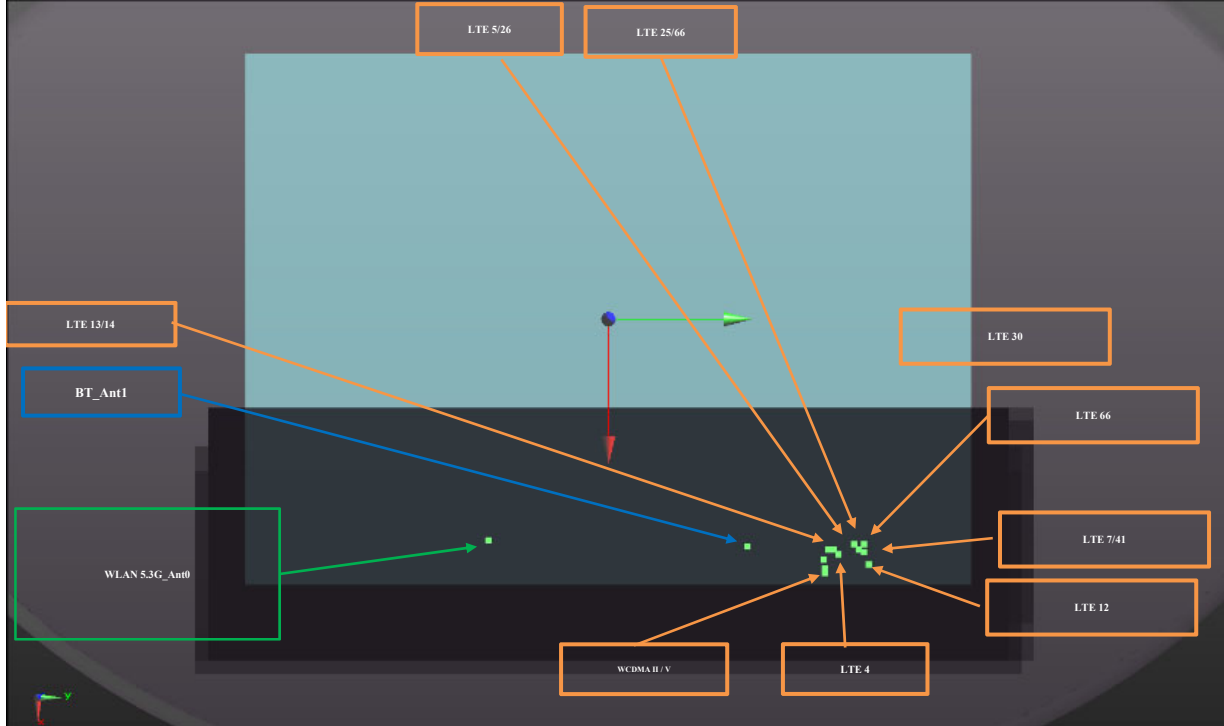 LTE 5/26
LTE 25/66
LTE 13/14
LTE 30
BT_Ant1
LTE 66
LTE 7/41
WLAN 5.3G_Ant0
LTE 12
WCDMA II / V
LTE 4
Y